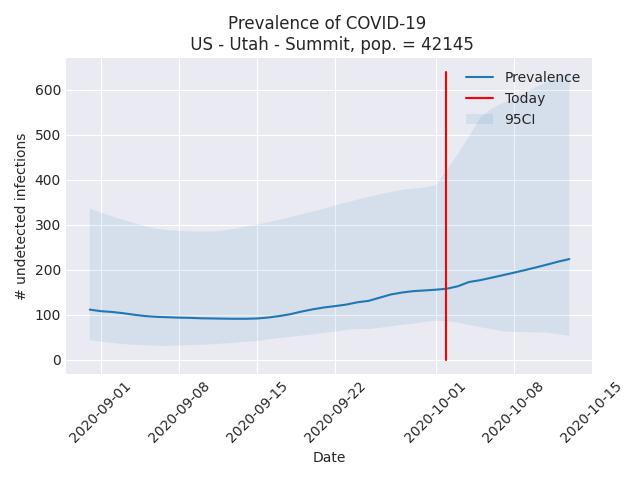 Prevalence of COVID-19
US - Utah - Summit, pop. = 42145
Prevalence
Today
95CI
# undetected infections
600
500
400
300
200
100
0
2020-09-01
2020-09-08
2020-09-15
2020-09-22
2020-10-01
2020-10-08
2020-10-15
Date